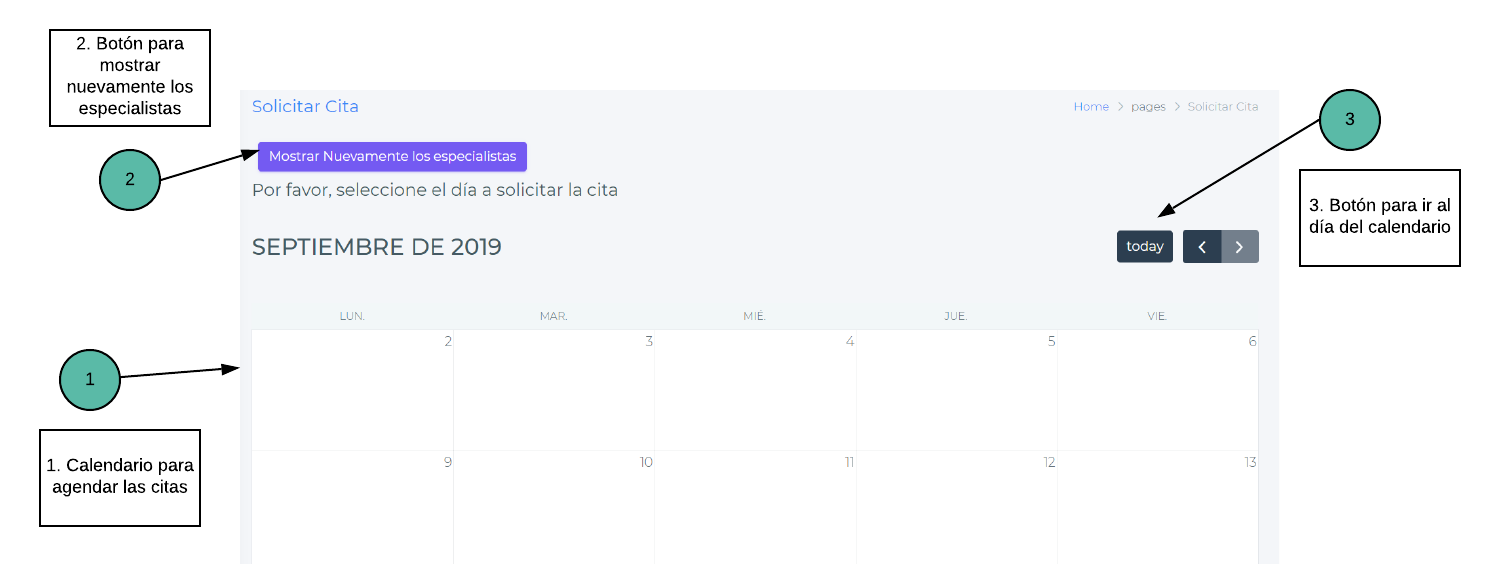 2. Botón para
mostrar
nuevamente los
especialistas
Solicitar Cita
Home > pages > Solicitar Cita
3
Mostrar Nuevamente los especialistas
2
Por favor, seleccione el día a solicitar la cita
3. Botón para ir al
día del calendario
SEPTIEMBRE DE 2019
today < >
LUN. MAR. MIÉ. JUE. VIE.
2 3 4 5 6
1
1. Calendario para
agendar las citas
9 10 11 12 13